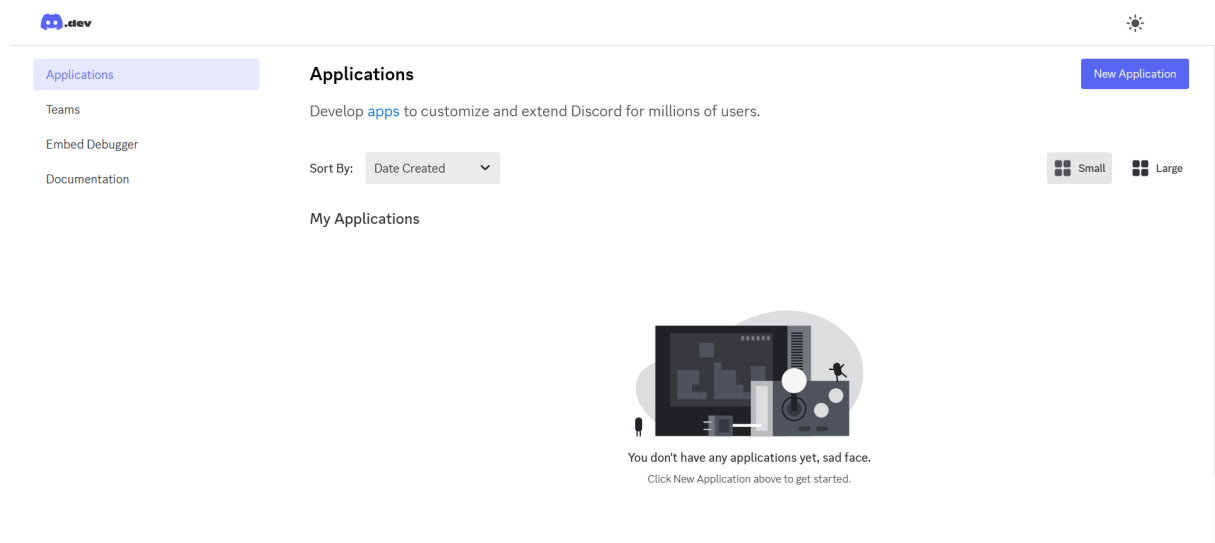 .dev
Applications
Teams
Embed Debugger
Documentation
Applications
New Application
Develop apps to customize and extend Discord for millions of users.
Sort By: Date Created
Small Large
My Applications
You don't have any applications yet, sad face.
Click New Application above to get started.